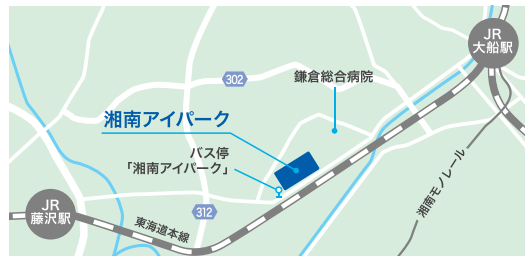 JR
大船駅
302
鎌倉総合病院
湘南アイパーク
バス停
「湘南アイパーク」
312
JR
藤沢駅
東海道本線
湘南モノレール